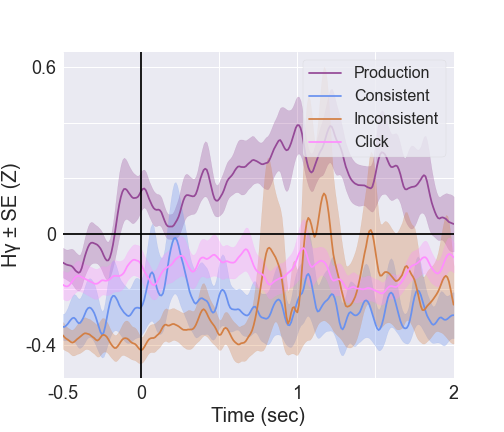 Production
Consistent
Inconsistent
Click
0.6
0
-0.4
Hγ ± SE (Z)
-0.5
0
1
2
Time (sec)